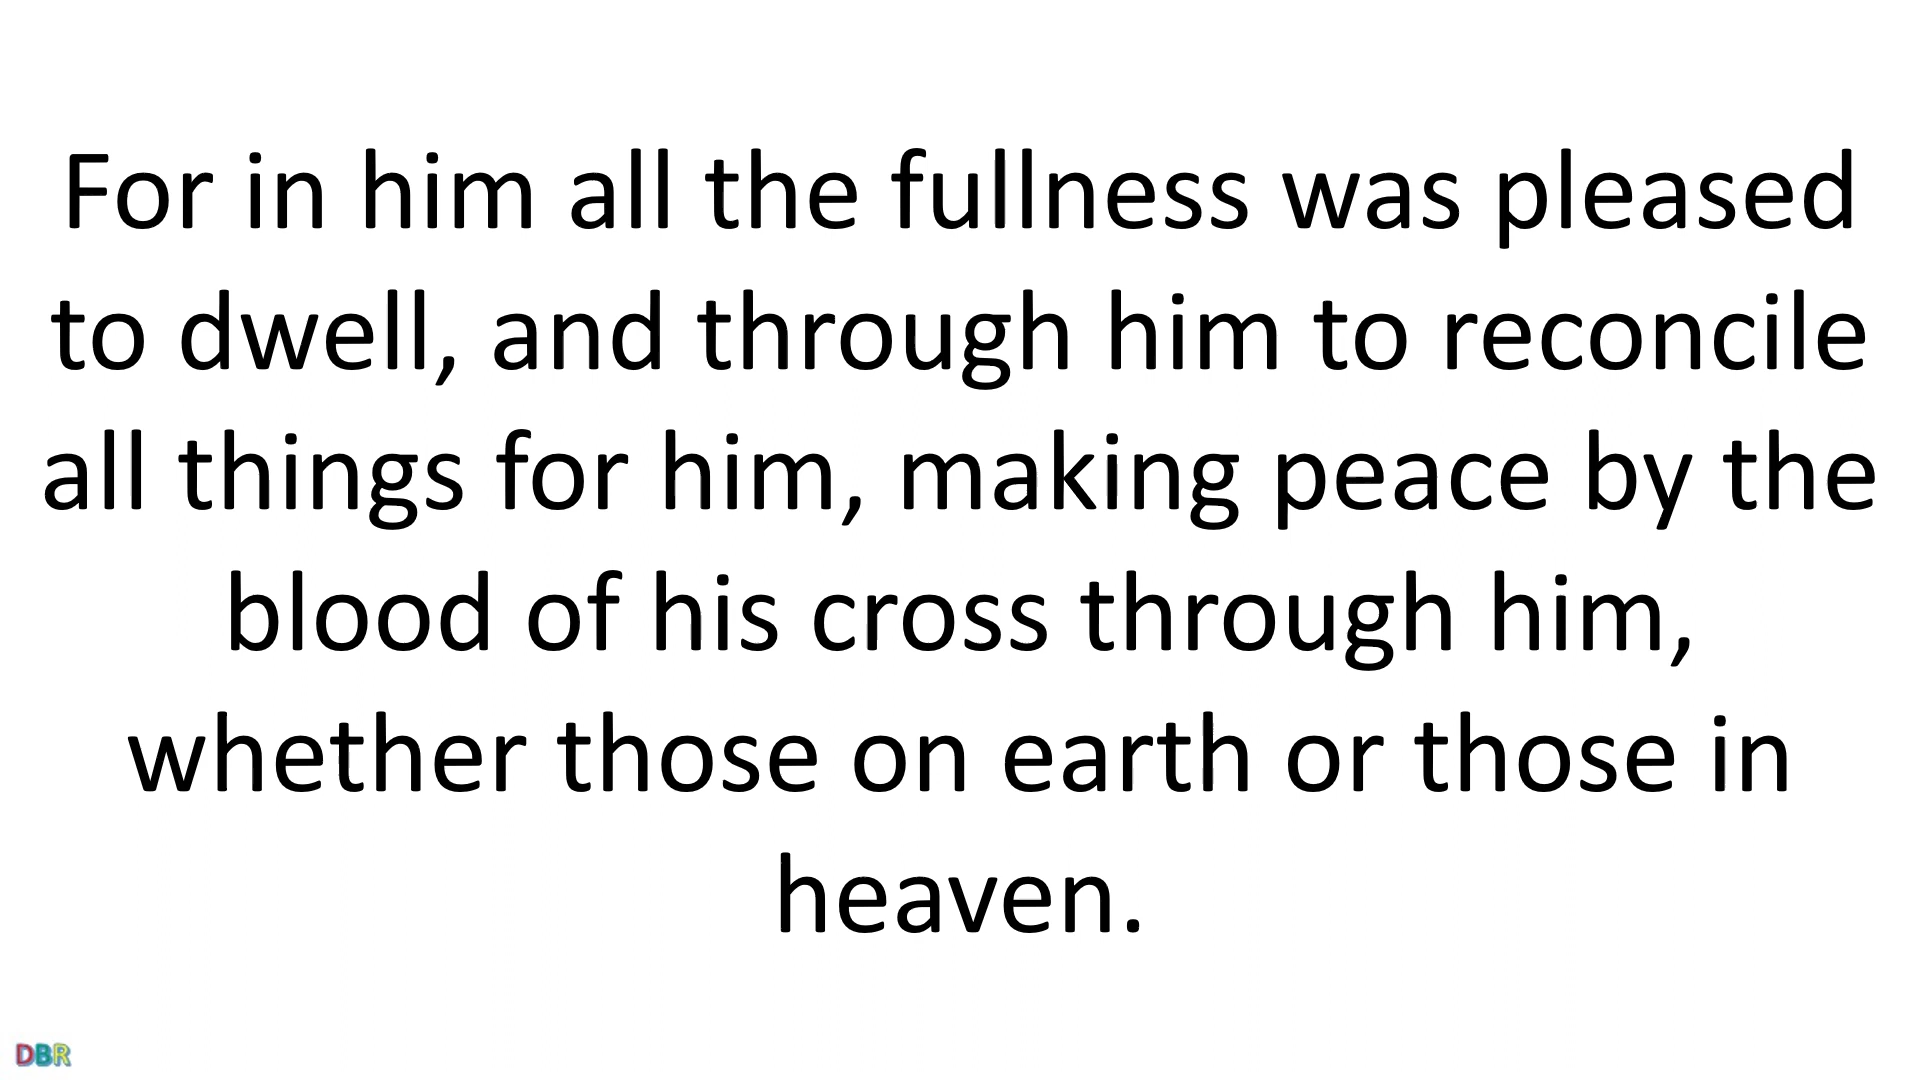 For in him all the fullness was pleased
to dwell, and through him to reconcile
all things for him, making peace by the
blood of his cross through him,
whether those on earth or those in
heaven.
DBR